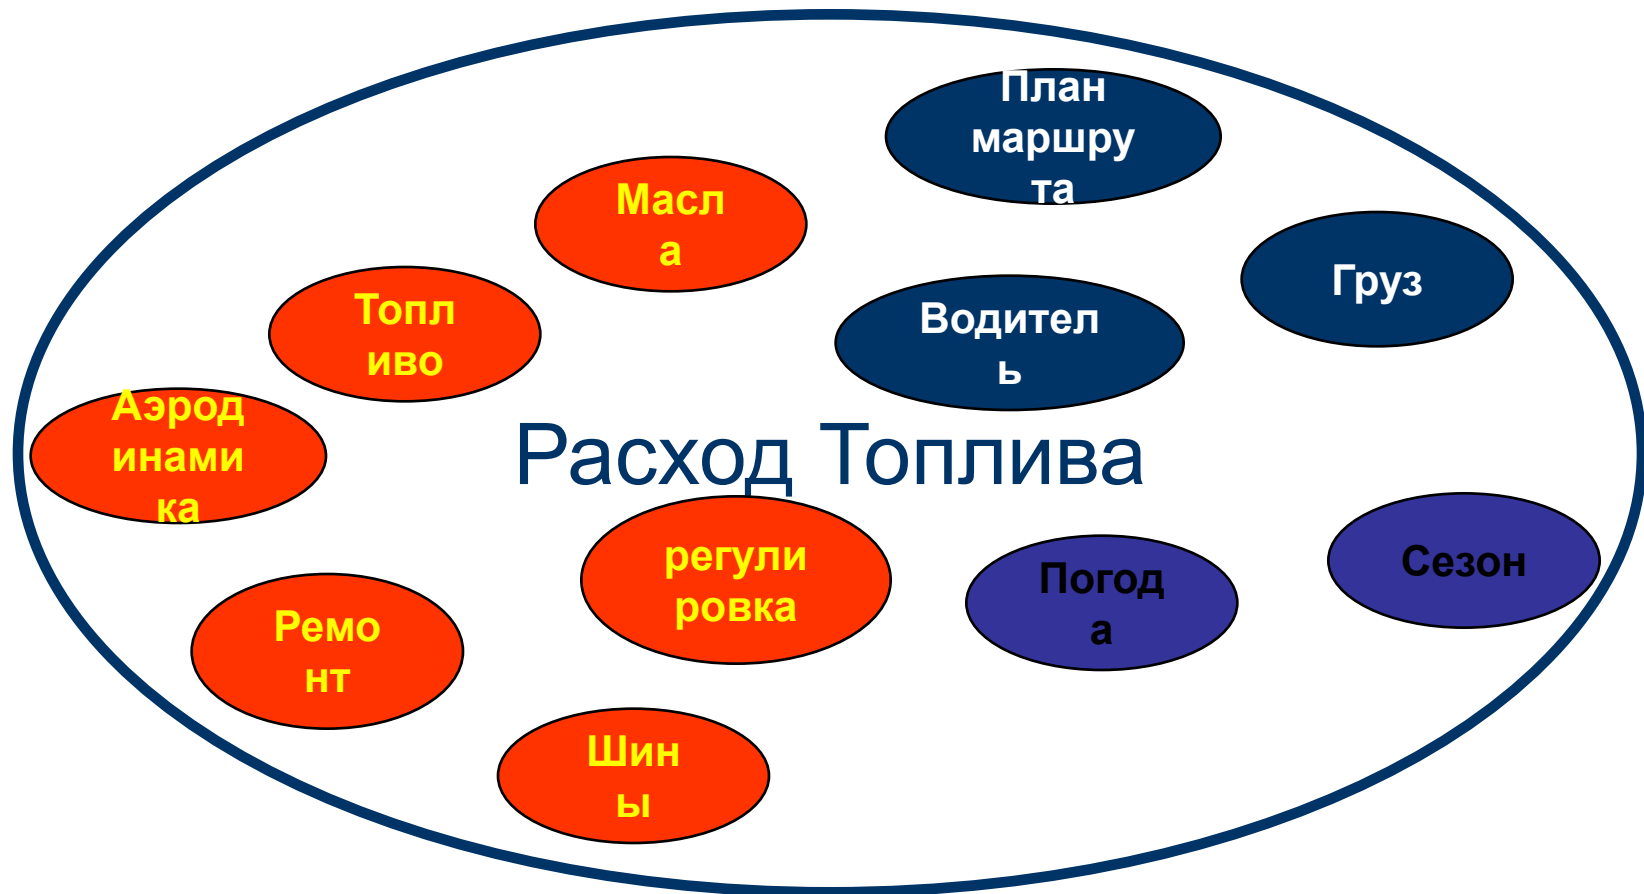 План
маршру
та
Масл
а
Груз
Топл
иво
Водител
ь
Аэрод
инами
ка
Расход Топлива
регули
ровка
Погод
а
Сезон
Ремо
нт
Шин
ы